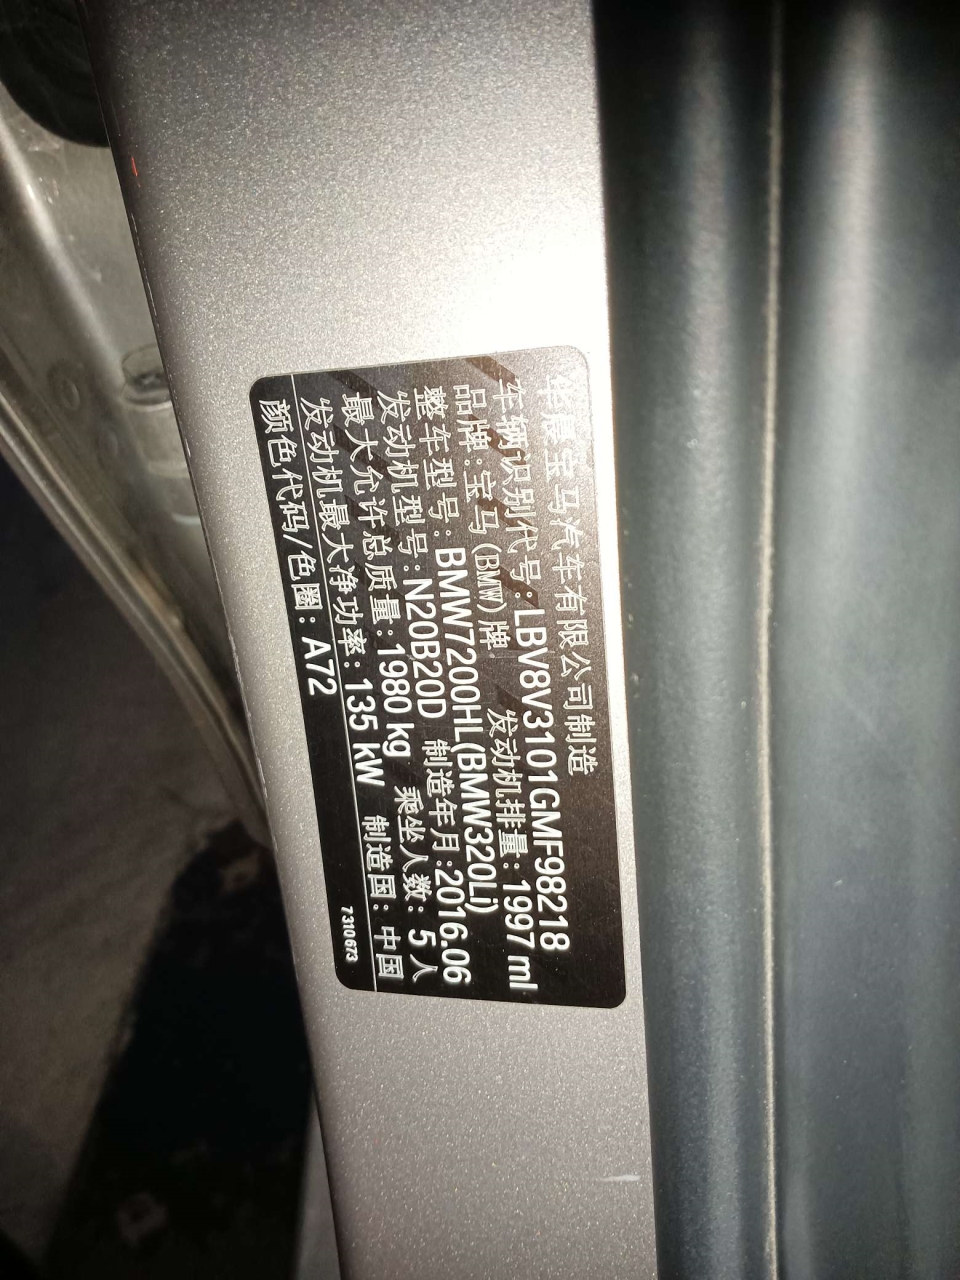 华晨宝马汽车有限公司制造
车辆识别代号:LBV8V3101GMF98218
品牌:宝马(BMW)牌 发动机排量:1997 ml
整车型号:BMW7200HL(BMW320Li)
发动机型号:N20B20D 制造年月:2016.06
最大允许总质量:1980 kg 乘坐人数:5人
发动机最大净功率:135 kW 制造国:中国
颜色代码/色圈:A72
7310673